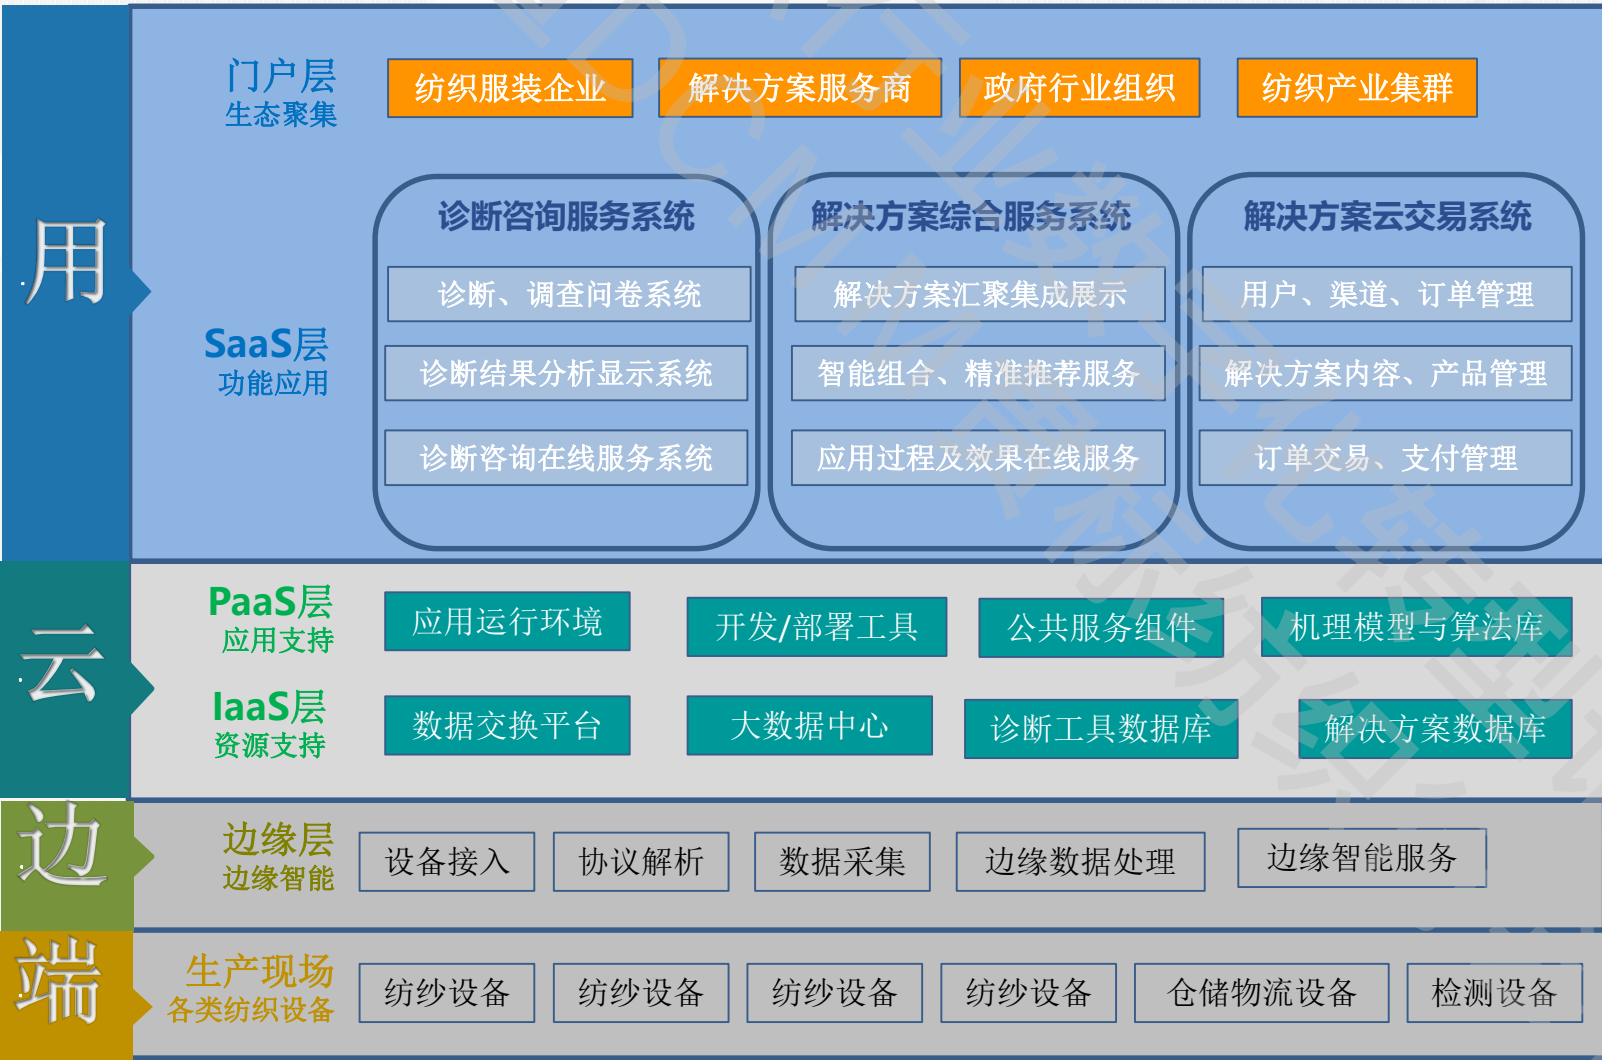 用
门户层
生态聚集
纺织服装企业
解决方案服务商
政府行业组织
纺织产业集群
SaaS层
功能应用
诊断咨询服务系统
诊断、调查问卷系统
诊断结果分析显示系统
诊断咨询在线服务系统
解决方案综合服务系统
解决方案汇聚集成展示
智能组合、精准推荐服务
应用过程及效果在线服务
解决方案云交易系统
用户、渠道、订单管理
解决方案内容、产品管理
订单交易、支付管理
云
PaaS层
应用支持
应用运行环境
开发/部署工具
公共服务组件
机理模型与算法库
IaaS层
资源支持
数据交换平台
大数据中心
诊断工具数据库
解决方案数据库
边
边缘层
边缘智能
设备接入
协议解析
数据采集
边缘数据处理
边缘智能服务
端
生产现场
各类纺织设备
纺纱设备
纺纱设备
纺纱设备
纺纱设备
仓储物流设备
检测设备
行业数字化转型
DCMM贯标纺织